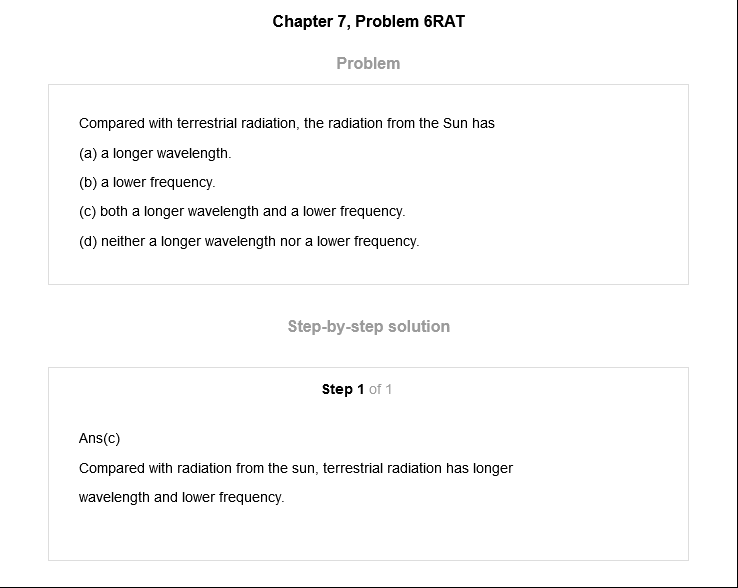 Chapter 7, Problem 6RAT
Problem
Compared with terrestrial radiation, the radiation from the Sun has
(a) a longer wavelength.
(b) a lower frequency.
(c) both a longer wavelength and a lower frequency.
(d) neither a longer wavelength nor a lower frequency.
Step-by-step solution
Step 1 of 1
Ans(c)
Compared with radiation from the sun, terrestrial radiation has longer
wavelength and lower frequency.